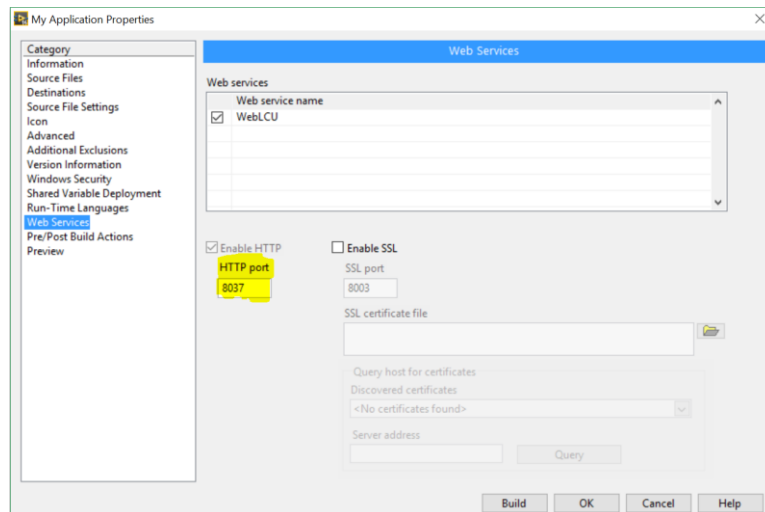 My Application Properties
Category
Information
Source Files
Destinations
Source File Settings
Icon
Advanced
Additional Exclusions
Version Information
Windows Security
Shared Variable Deployment
Run-Time Languages
Web Services
Pre/Post Build Actions
Preview
Web Services
Web services
Web service name
WebLCU
Enable HTTP
HTTP port
8037
Enable SSL
SSL port
8003
SSL certificate file
Query host for certificates
Discovered certificates
<No certificates found>
Server address
Query
Build OK Cancel Help